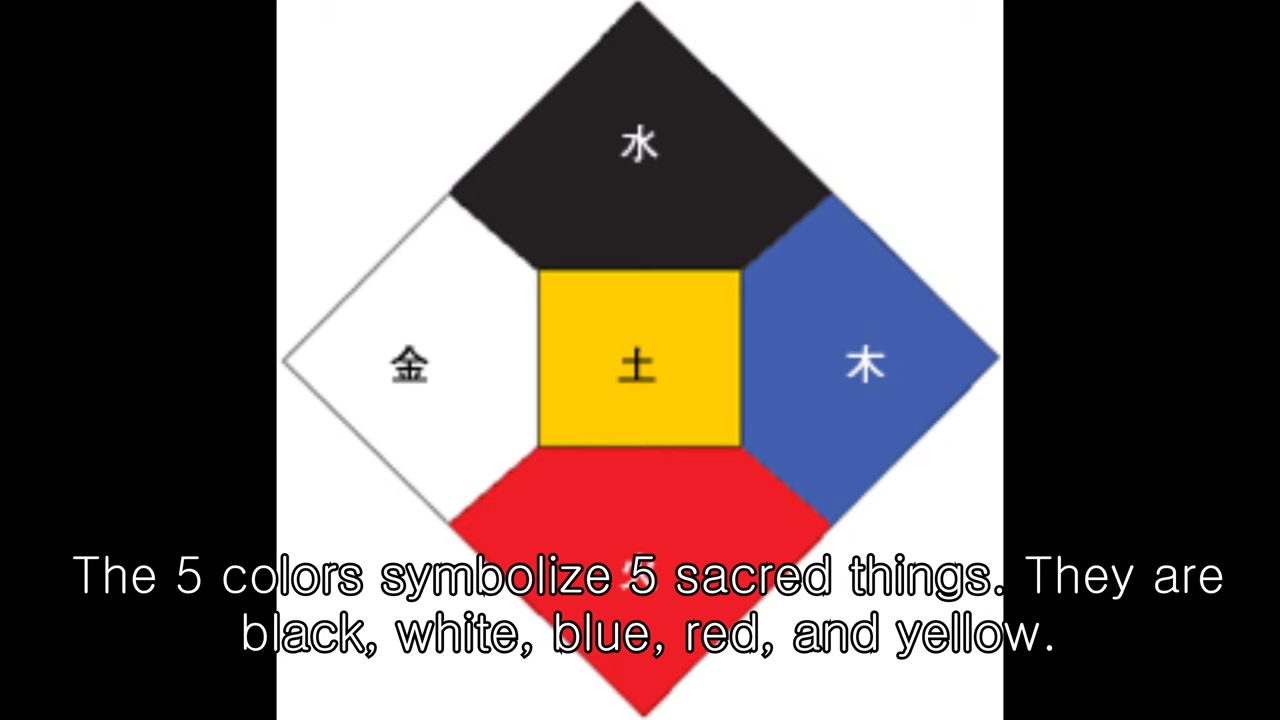 水
金 土 木
The 5 colors symbolize 5 sacred things. They are
black, white, blue, red, and yellow.